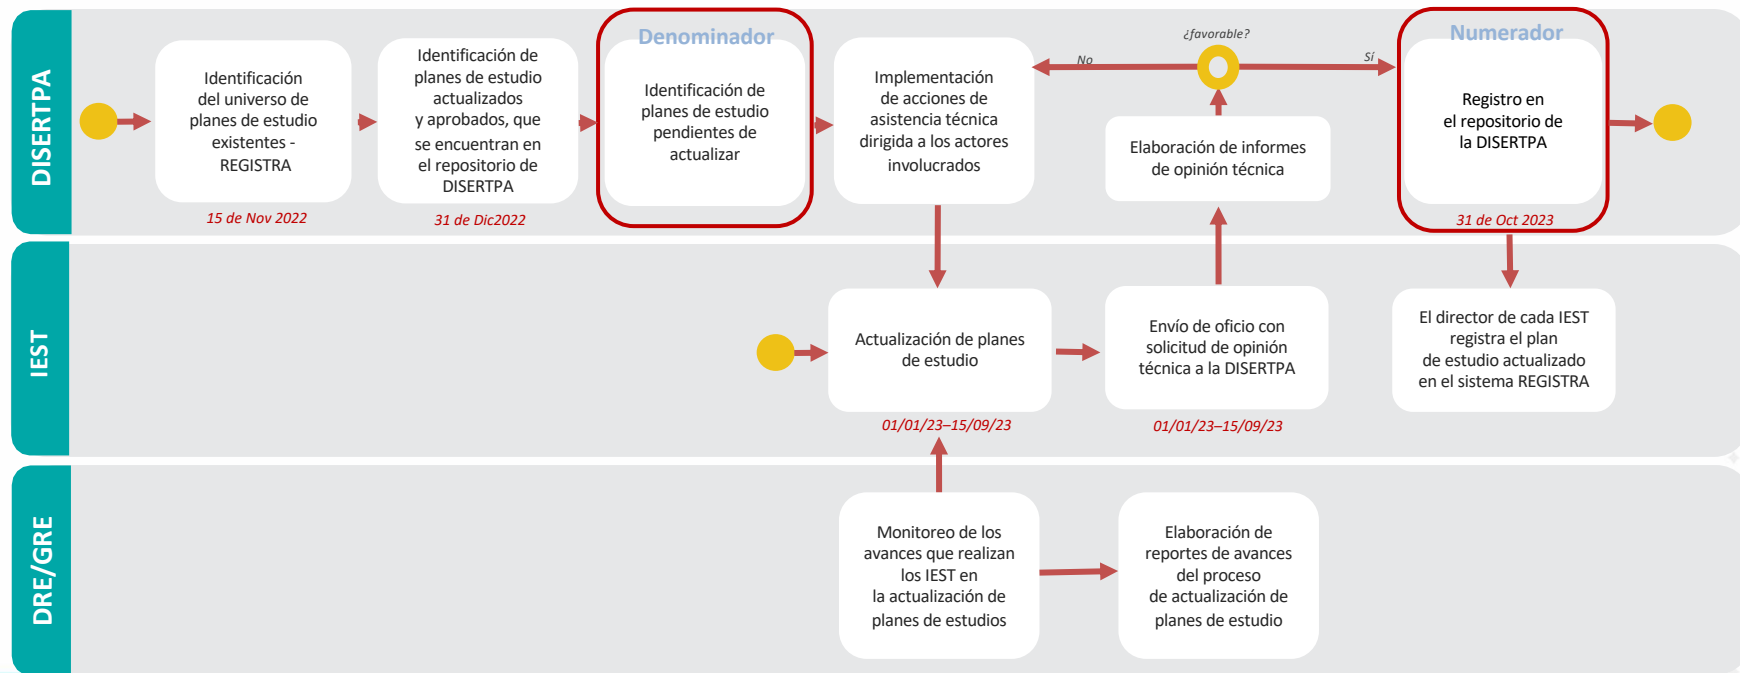 DISERTPA
Identificación
del universo de
planes de estudio
existentes -
REGISTRA
15 de Nov 2022
Identificación de
planes de estudio
actualizados
y aprobados, que
se encuentran en
el repositorio de
DISERTPA
31 de Dic2022
Denominador
Identificación de
planes de estudio
pendientes de
actualizar
Implementación
de acciones de
asistencia técnica
dirigida a los actores
involucrados
¿favorable?
No
Sí
Elaboración de informes
de opinión técnica
Numerador
Registro en
el repositorio de
la DISERTPA
31 de Oct 2023
IEST
Actualización de planes
de estudio
01/01/23–15/09/23
Envío de oficio con
solicitud de opinión
técnica a la DISERTPA
01/01/23–15/09/23
El director de cada IEST
registra el plan
de estudio actualizado
en el sistema REGISTRA
DRE/GRE
Monitoreo de los
avances que realizan
los IEST en
la actualización de
planes de estudios
Elaboración de
reportes de avances
del proceso
de actualización de
planes de estudio